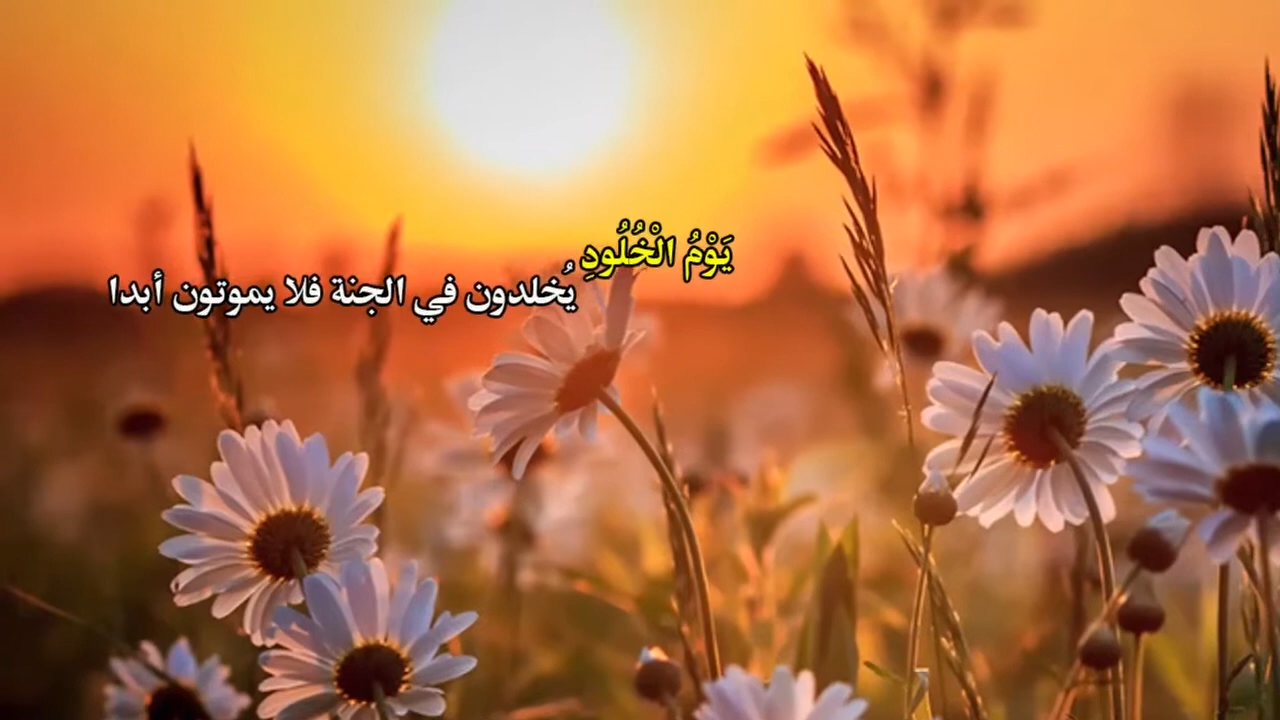 يَوْمُ الْخُلُودِ
يُخلدون في الجنة فلا يموتون أبدا